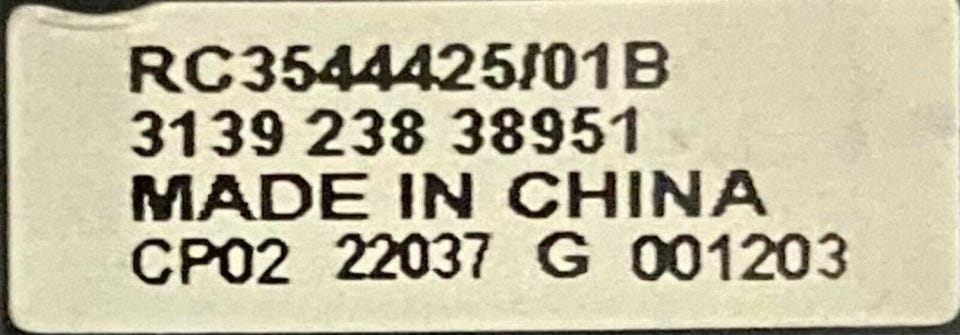 RC3544425/01B
3139 238 38951
MADE IN CHINA
CP02 22037 G 001203